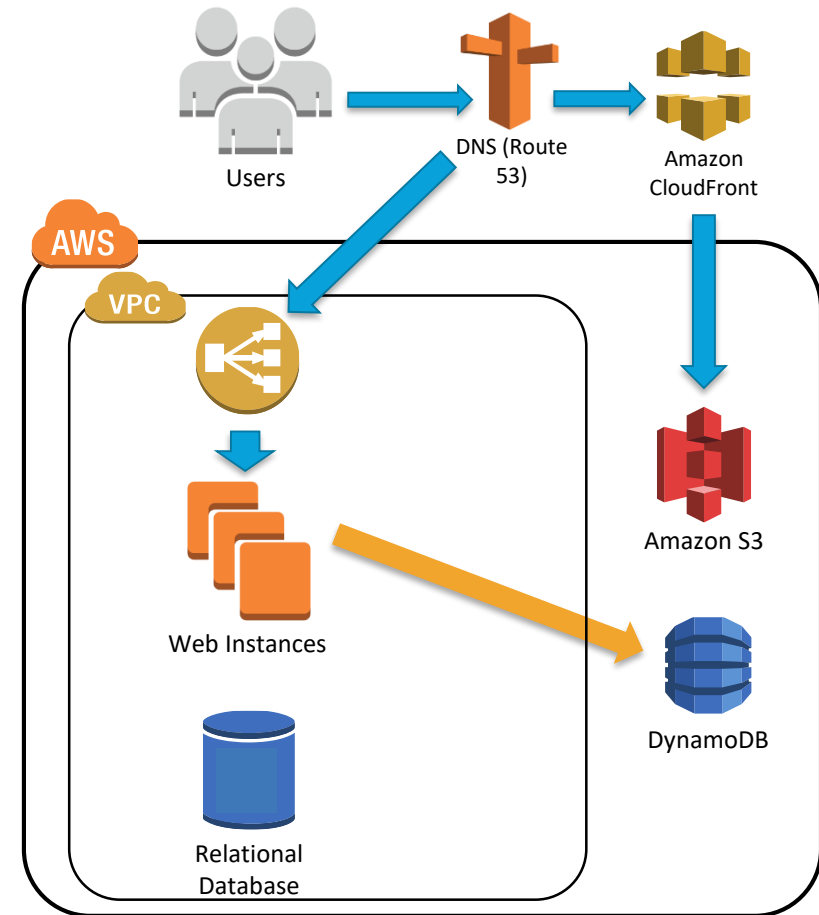 Users
DNS (Route
53)
Amazon
CloudFront
AWS
VPC
Amazon S3
Web Instances
DynamoDB
Relational
Database